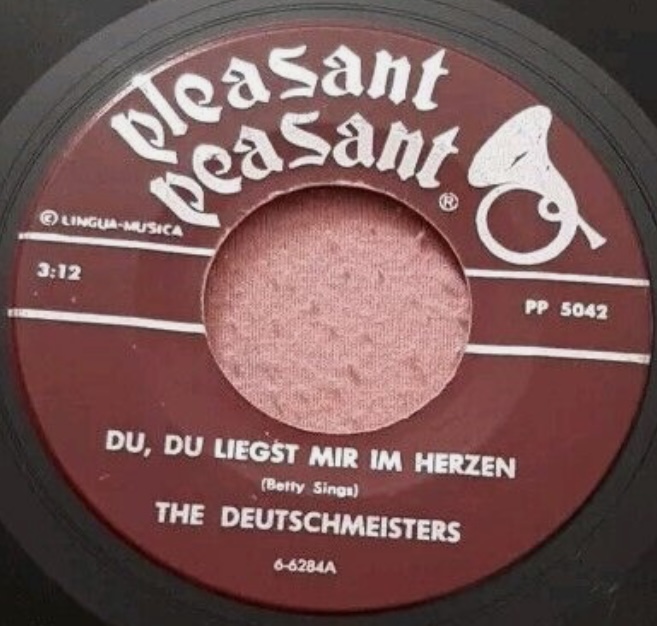 pleasant
peasant®
© LINGUA-MUSICA
3:12
PP 5042
DU, DU LIEGST MIR IM HERZEN
(Betty Sings)
THE DEUTSCHMEISTERS
6-6284A